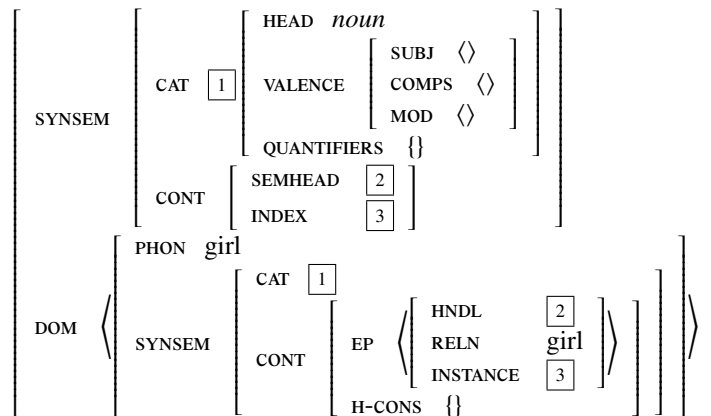 HEAD noun
SUBJ ⟨⟩
CAT 1 VALENCE COMPS ⟨⟩
MOD ⟨⟩
SYNSEM
QUANTIFIERS {}
SEMHEAD 2
CONT
INDEX 3
PHON girl
CAT 1
HNDL 2
DOM ⟨ SYNSEM CONT EP ⟨ RELN girl ⟩ ⟩
INSTANCE 3
H-CONS {}